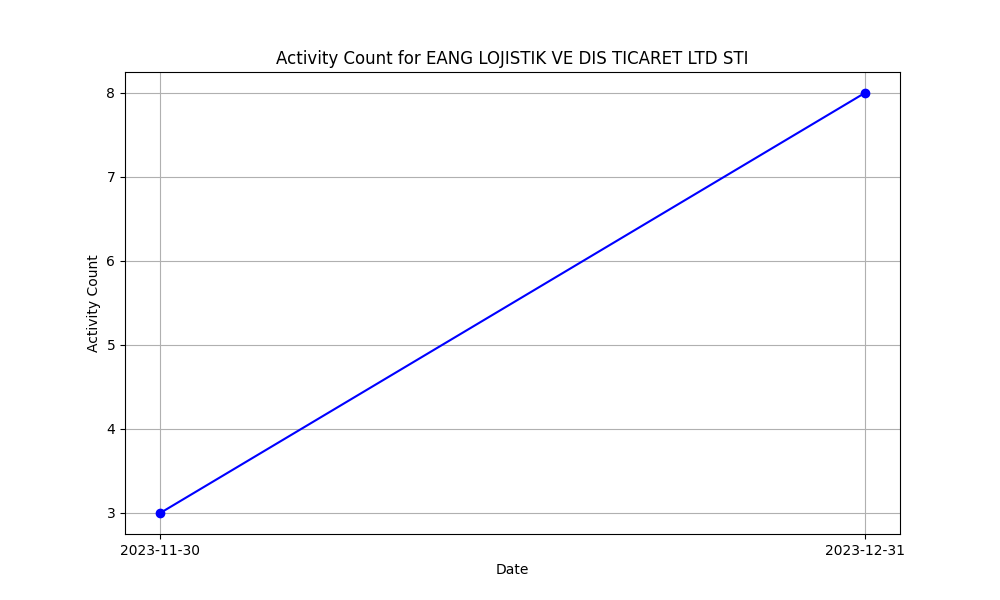 Activity Count for EANG LOJISTIK VE DIS TICARET LTD STI
8
7
6
5
4
3
Activity Count
2023-11-30 2023-12-31
Date